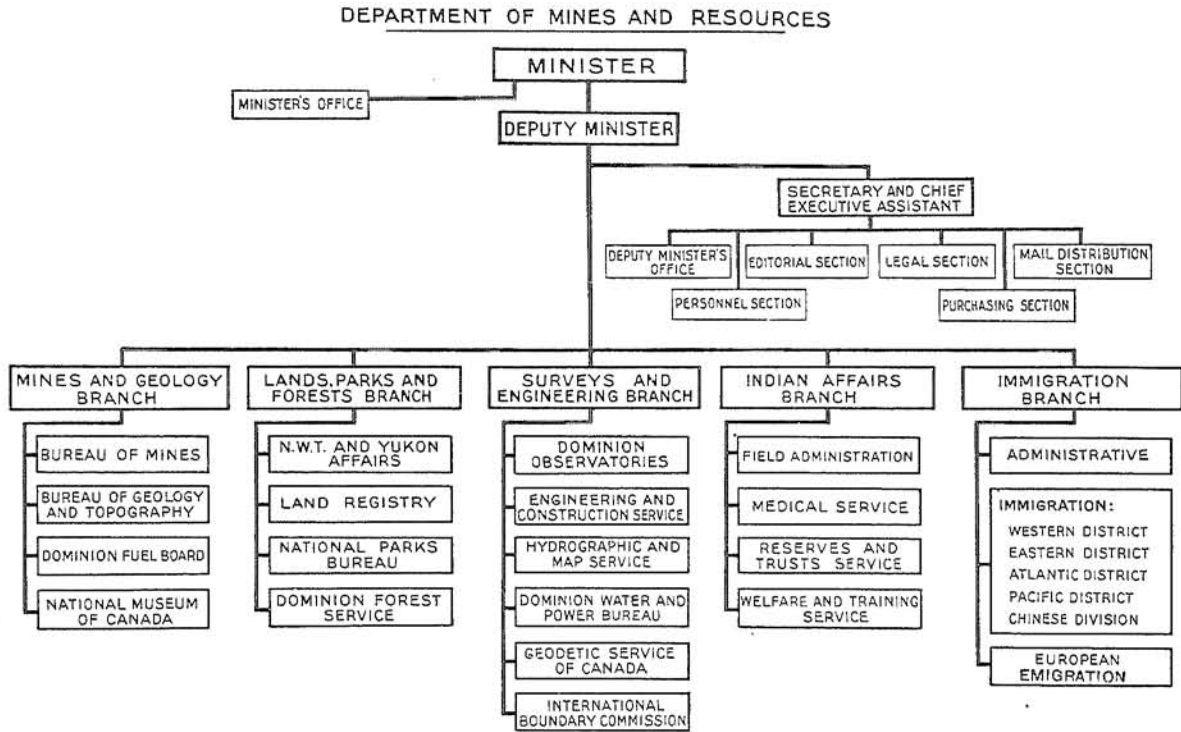 DEPARTMENT OF MINES AND RESOURCES
MINISTER
MINISTER'S OFFICE
DEPUTY MINISTER
SECRETARY AND CHIEF
EXECUTIVE ASSISTANT
DEPUTY MINISTER'S
OFFICE
EDITORIAL SECTION
LEGAL SECTION
MAIL DISTRIBUTION
SECTION
PERSONNEL SECTION
PURCHASING SECTION
MINES AND GEOLOGY
BRANCH
BUREAU OF MINES
BUREAU OF GEOLOGY
AND TOPOGRAPHY
DOMINION FUEL BOARD
NATIONAL MUSEUM
OF CANADA
LANDS, PARKS AND
FORESTS BRANCH
N.W.T. AND YUKON
AFFAIRS
LAND REGISTRY
NATIONAL PARKS
BUREAU
DOMINION FOREST
SERVICE
SURVEYS AND
ENGINEERING BRANCH
DOMINION
OBSERVATORIES
ENGINEERING AND
CONSTRUCTION SERVICE
HYDROGRAPHIC AND
MAP SERVICE
DOMINION WATER AND
POWER BUREAU
GEODETIC SERVICE
OF CANADA
INTERNATIONAL
BOUNDARY COMMISSION
INDIAN AFFAIRS
BRANCH
FIELD ADMINISTRATION
MEDICAL SERVICE
RESERVES AND
TRUSTS SERVICE
WELFARE AND TRAINING
SERVICE
IMMIGRATION
BRANCH
ADMINISTRATIVE
IMMIGRATION:
WESTERN DISTRICT
EASTERN DISTRICT
ATLANTIC DISTRICT
PACIFIC DISTRICT
CHINESE DIVISION
EUROPEAN
EMIGRATION